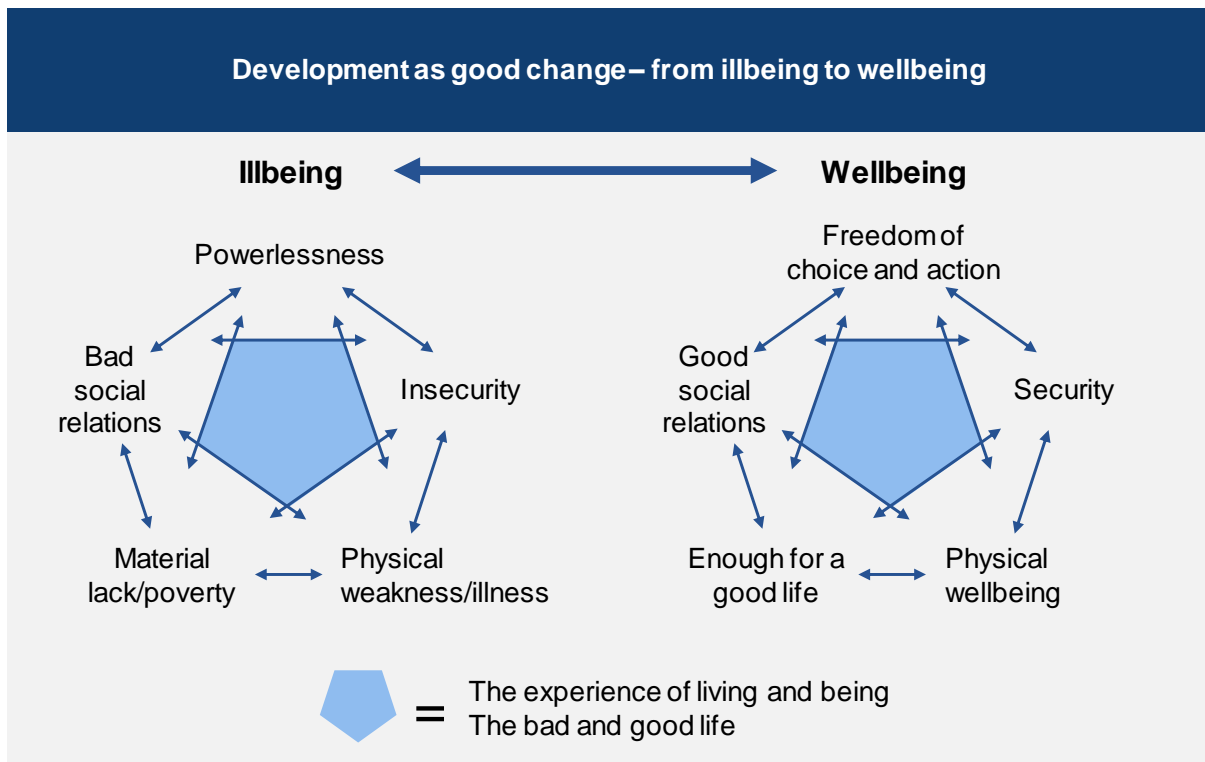 Development as good change – from illbeing to wellbeing
Illbeing
Wellbeing
Powerlessness
Bad
social
relations
Insecurity
Material
lack/poverty
Physical
weakness/illness
Freedom of
choice and action
Good
social
relations
Security
Enough for a
good life
Physical
wellbeing
=
The experience of living and being
The bad and good life